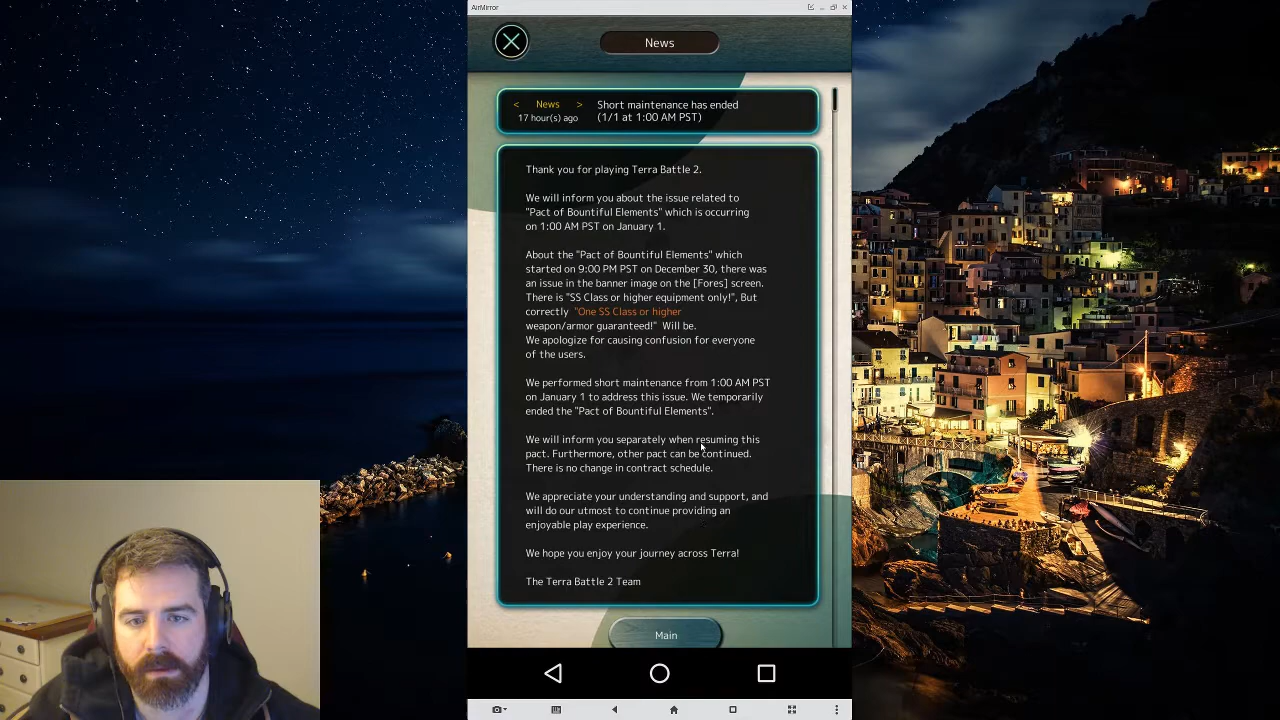 AirMirror
News
< News >
17 hour(s) ago
Short maintenance has ended
(1/1 at 1:00 AM PST)
Thank you for playing Terra Battle 2.
We will inform you about the issue related to
"Pact of Bountiful Elements" which is occurring
on 1:00 AM PST on January 1.
About the "Pact of Bountiful Elements" which
started on 9:00 PM PST on December 30, there was
an issue in the banner image on the [Fores] screen.
There is "SS Class or higher equipment only!", But
correctly "One SS Class or higher
weapon/armor guaranteed!" Will be.
We apologize for causing confusion for everyone
of the users.
We performed short maintenance from 1:00 AM PST
on January 1 to address this issue. We temporarily
ended the "Pact of Bountiful Elements".
We will inform you separately when resuming this
pact. Furthermore, other pact can be continued.
There is no change in contract schedule.
We appreciate your understanding and support, and
will do our utmost to continue providing an
enjoyable play experience.
We hope you enjoy your journey across Terra!
The Terra Battle 2 Team
Main